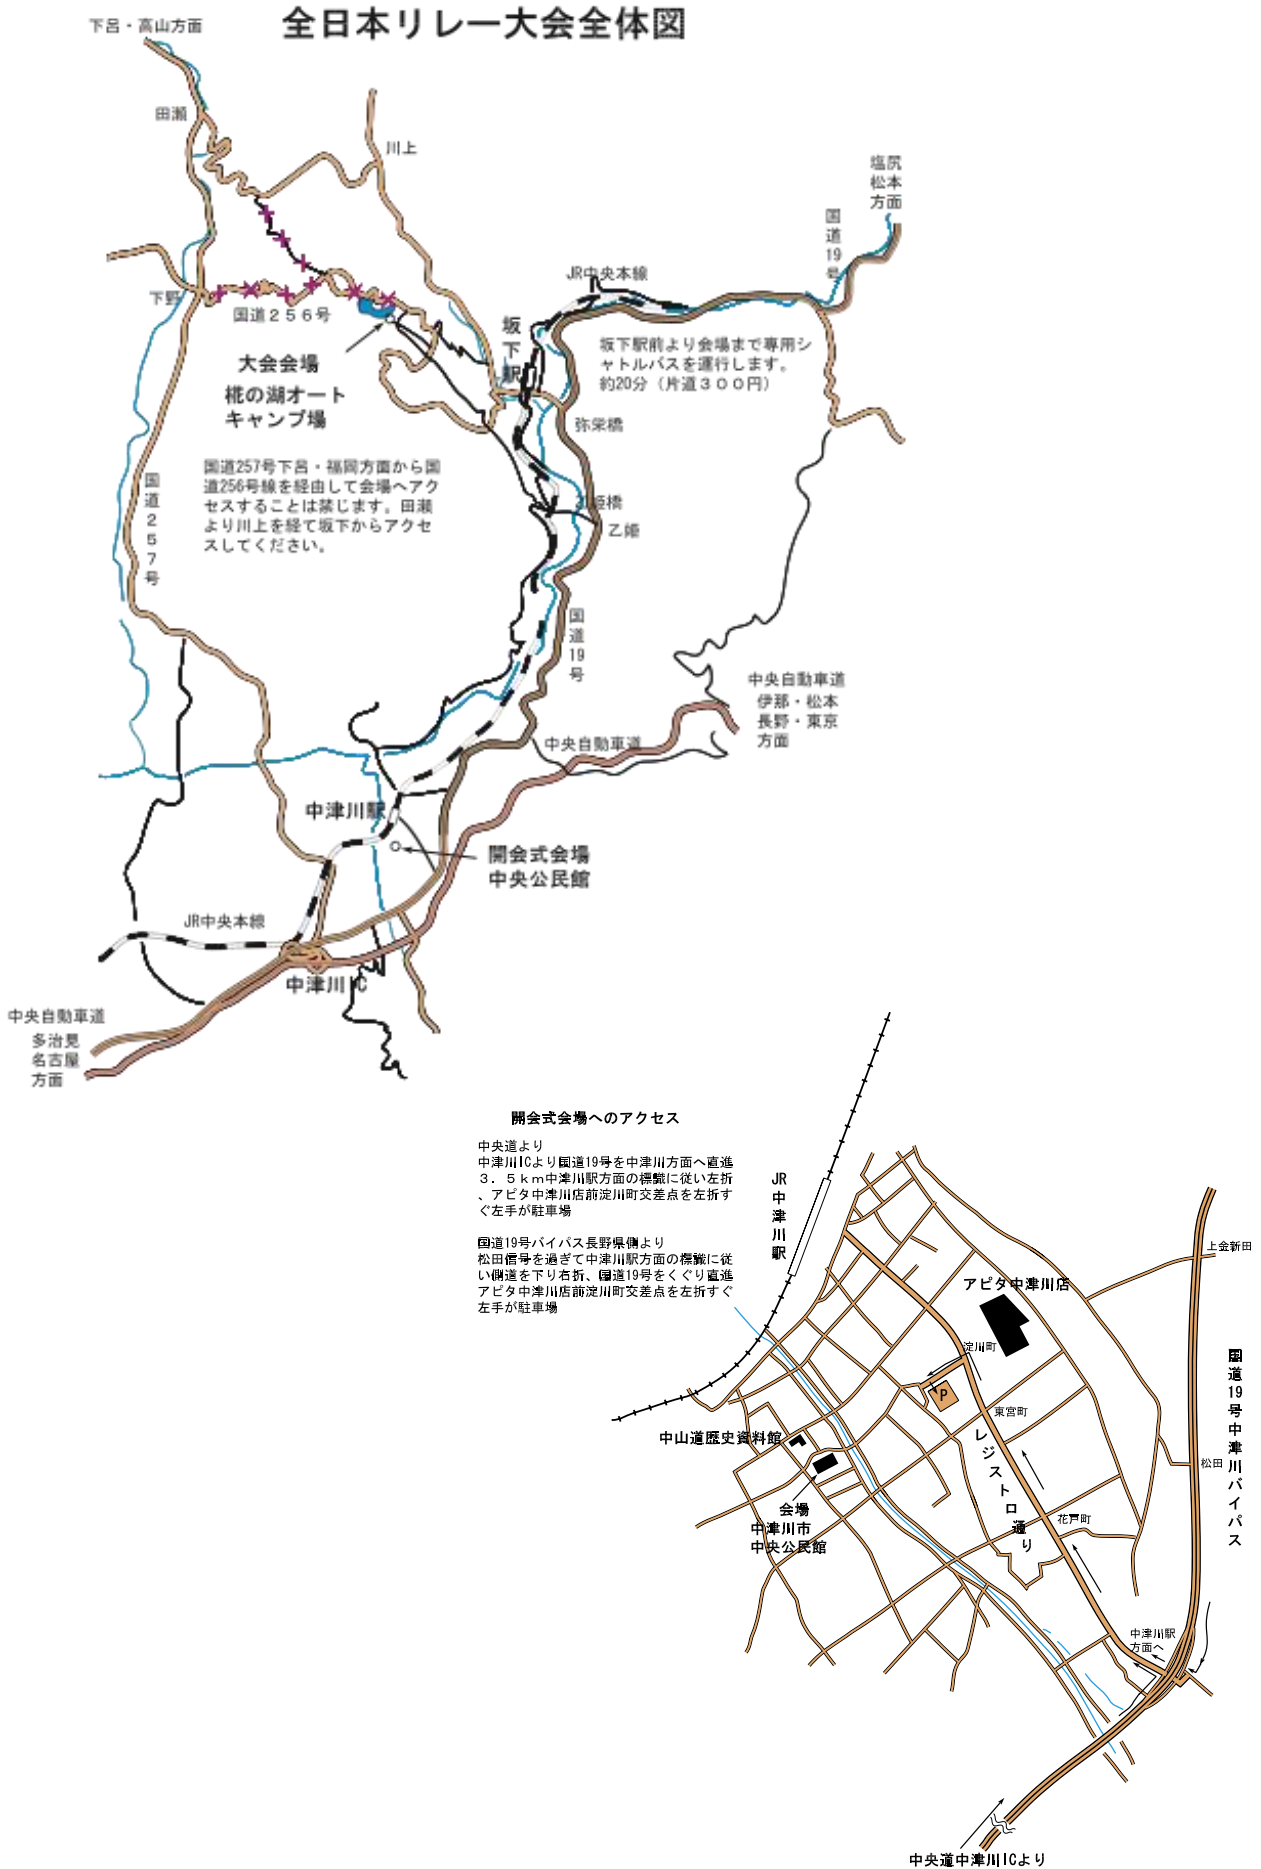 全日本リレー大会全体図
下呂・高山方面
田瀬
川上
塩尻
松本
方面
国道19号
JR中央本線
下野
国道２５６号
坂下駅
大会会場
椛の湖オート
キャンプ場
坂下駅前より会場まで専用シ
ャトルバスを運行します。
約20分（片道３００円）
弥栄橋
国道257号下呂・福岡方面から国
道256号線を経由して会場へアク
セスすることは禁じます。田瀬
より川上を経て坂下からアクセ
スしてください。
国道２５７号
乙姫橋
乙姫
国道19号
中央自動車道
伊那・松本
長野・東京
方面
中央自動車道
中津川駅
開会式会場
中央公民館
JR中央本線
中津川IC
中央自動車道
多治見
名古屋
方面
開会式会場へのアクセス
中央道より
中津川ICより国道19号を中津川方面へ直進
３．５ｋｍ中津川駅方面の標識に従い左折
、アピタ中津川店前淀川町交差点を左折す
ぐ左手が駐車場
国道19号バイパス長野県側より
松田信号を過ぎて中津川駅方面の標識に従
い側道を下り右折、国道19号をくぐり直進
アピタ中津川店前淀川町交差点を左折すぐ
左手が駐車場
JR中津川駅
上金新田
アピタ中津川店
淀川町
国道19号中津川バイパス
P
東宮町
中山道歴史資料館
レジストロ通り
松田
会場
中津川市
中央公民館
花戸町
中津川駅
方面へ
中央道中津川ICより